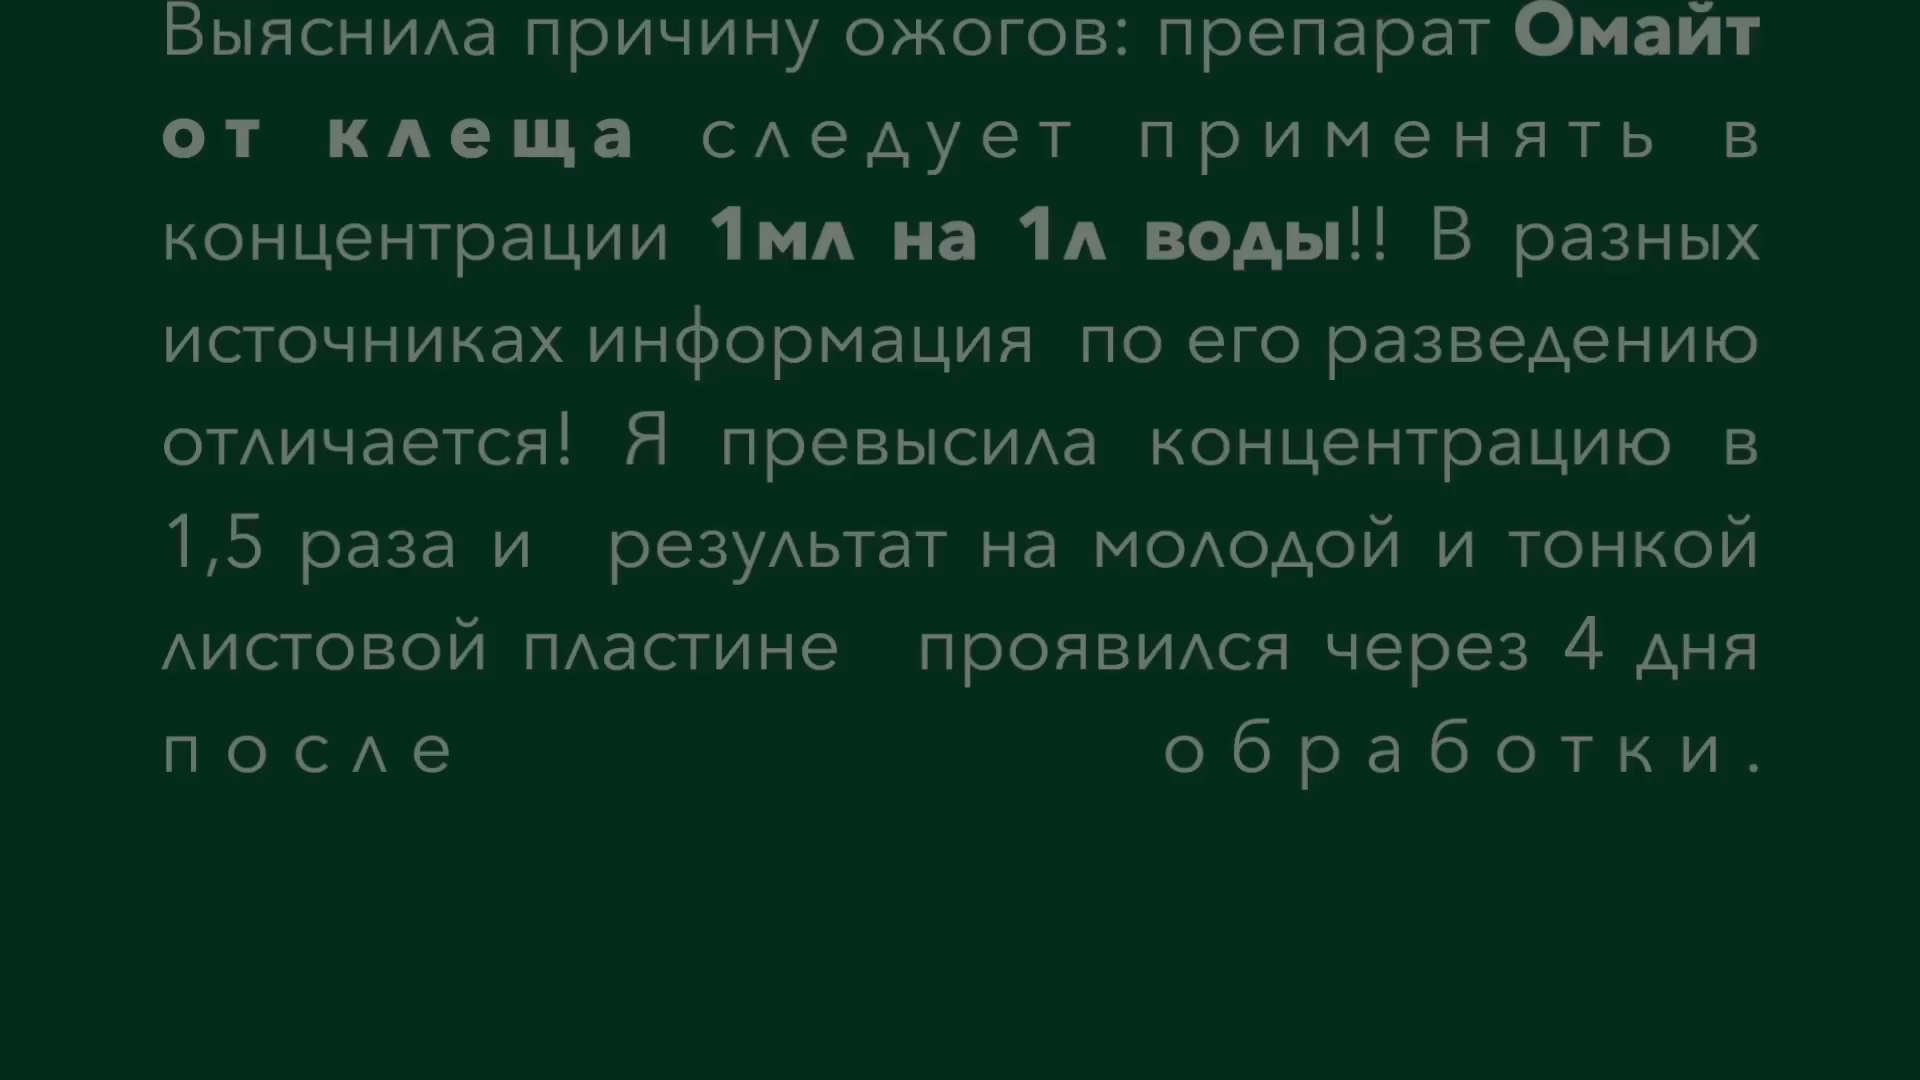 Выяснила причину ожогов: препарат Омайт
от клеща следует применять в
концентрации 1мл на 1л воды!! В разных
источниках информация по его разведению
отличается! Я превысила концентрацию в
1,5 раза и результат на молодой и тонкой
листовой пластине проявился через 4 дня
после обработки.